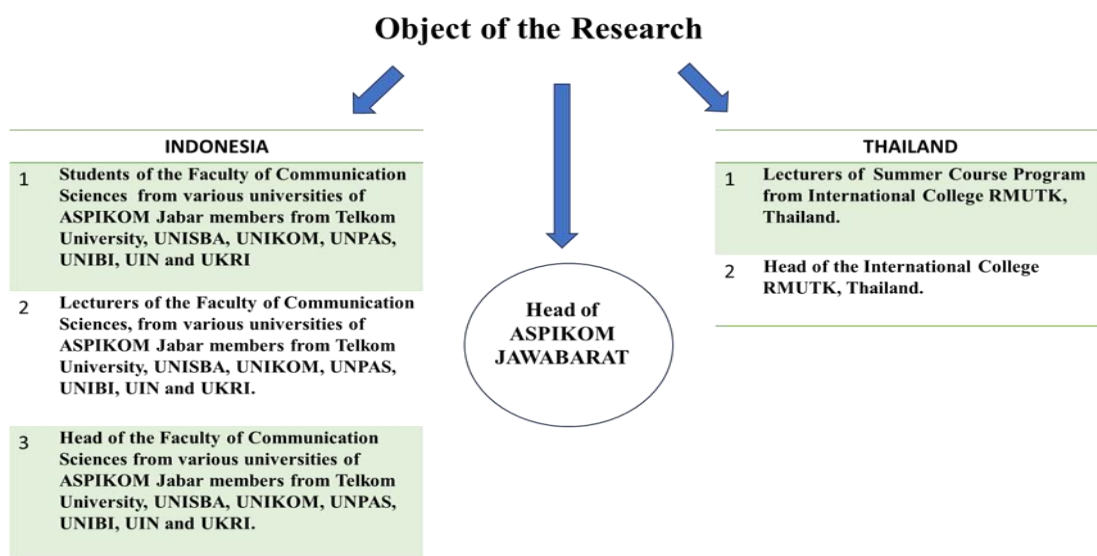 Object of the Research
INDONESIA
1 Students of the Faculty of Communication
Sciences from various universities of
ASPIKOM Jabar members from Telkom
University, UNISBA, UNIKOM, UNPAS,
UNIBI, UIN and UKRI
2 Lecturers of the Faculty of Communication
Sciences, from various universities of
ASPIKOM Jabar members from Telkom
University, UNISBA, UNIKOM, UNPAS,
UNIBI, UIN and UKRI.
3 Head of the Faculty of Communication
Sciences from various universities of
ASPIKOM Jabar members from Telkom
University, UNISBA, UNIKOM, UNPAS,
UNIBI, UIN and UKRI.
Head of
ASPIKOM
JAWABARAT
THAILAND
1 Lecturers of Summer Course Program
from International College RMUTK,
Thailand.
2 Head of the International College
RMUTK, Thailand.